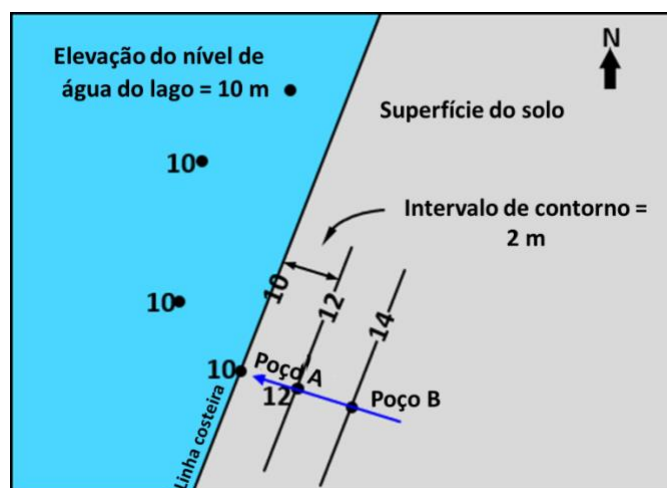 Elevação do nível de
água do lago = 10 m
N
Superfície do solo
10
Intervalo de contorno =
2 m
10
12
14
10
10
Poço A
12
Poço B
Linha costeira